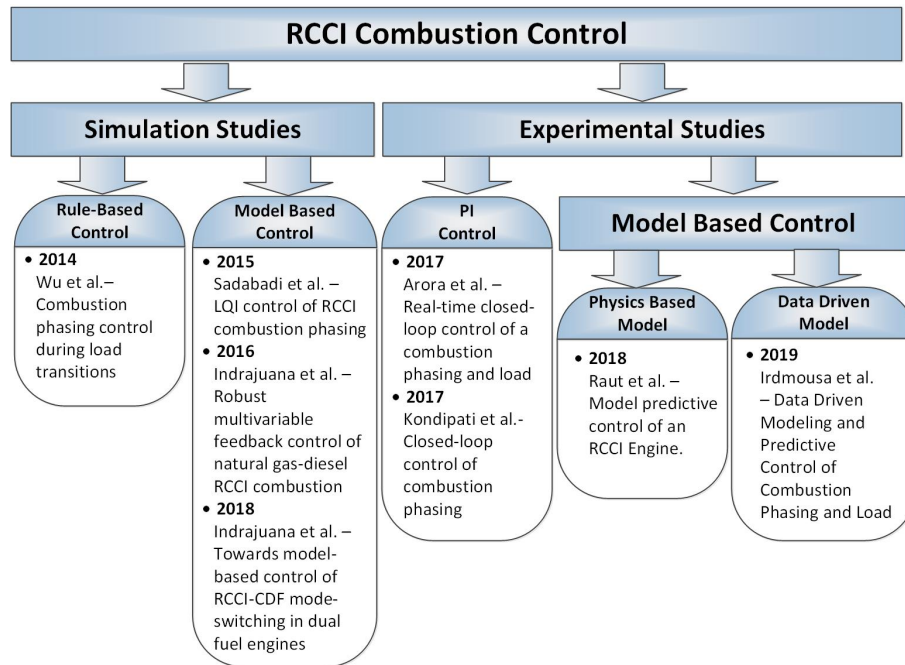 RCCI Combustion Control
Simulation Studies
Experimental Studies
Rule-Based
Control
• 2014
Wu et al.–
Combustion
phasing control
during load
transitions
Model Based
Control
• 2015
Sadabadi et al. –
LQI control of RCCI
combustion phasing
• 2016
Indrajuana et al. –
Robust
multivariable
feedback control of
natural gas-diesel
RCCI combustion
• 2018
Indrajuana et al. –
Towards model-
based control of
RCCI-CDF mode-
switching in dual
fuel engines
PI
Control
• 2017
Arora et al. –
Real-time closed-
loop control of a
combustion
phasing and load
• 2017
Kondipati et al.-
Closed-loop
control of
combustion
phasing
Model Based Control
Physics Based
Model
• 2018
Raut et al. –
Model predictive
control of an
RCCI Engine.
Data Driven
Model
• 2019
Irdmousa et al.
– Data Driven
Modeling and
Predictive
Control of
Combustion
Phasing and Load